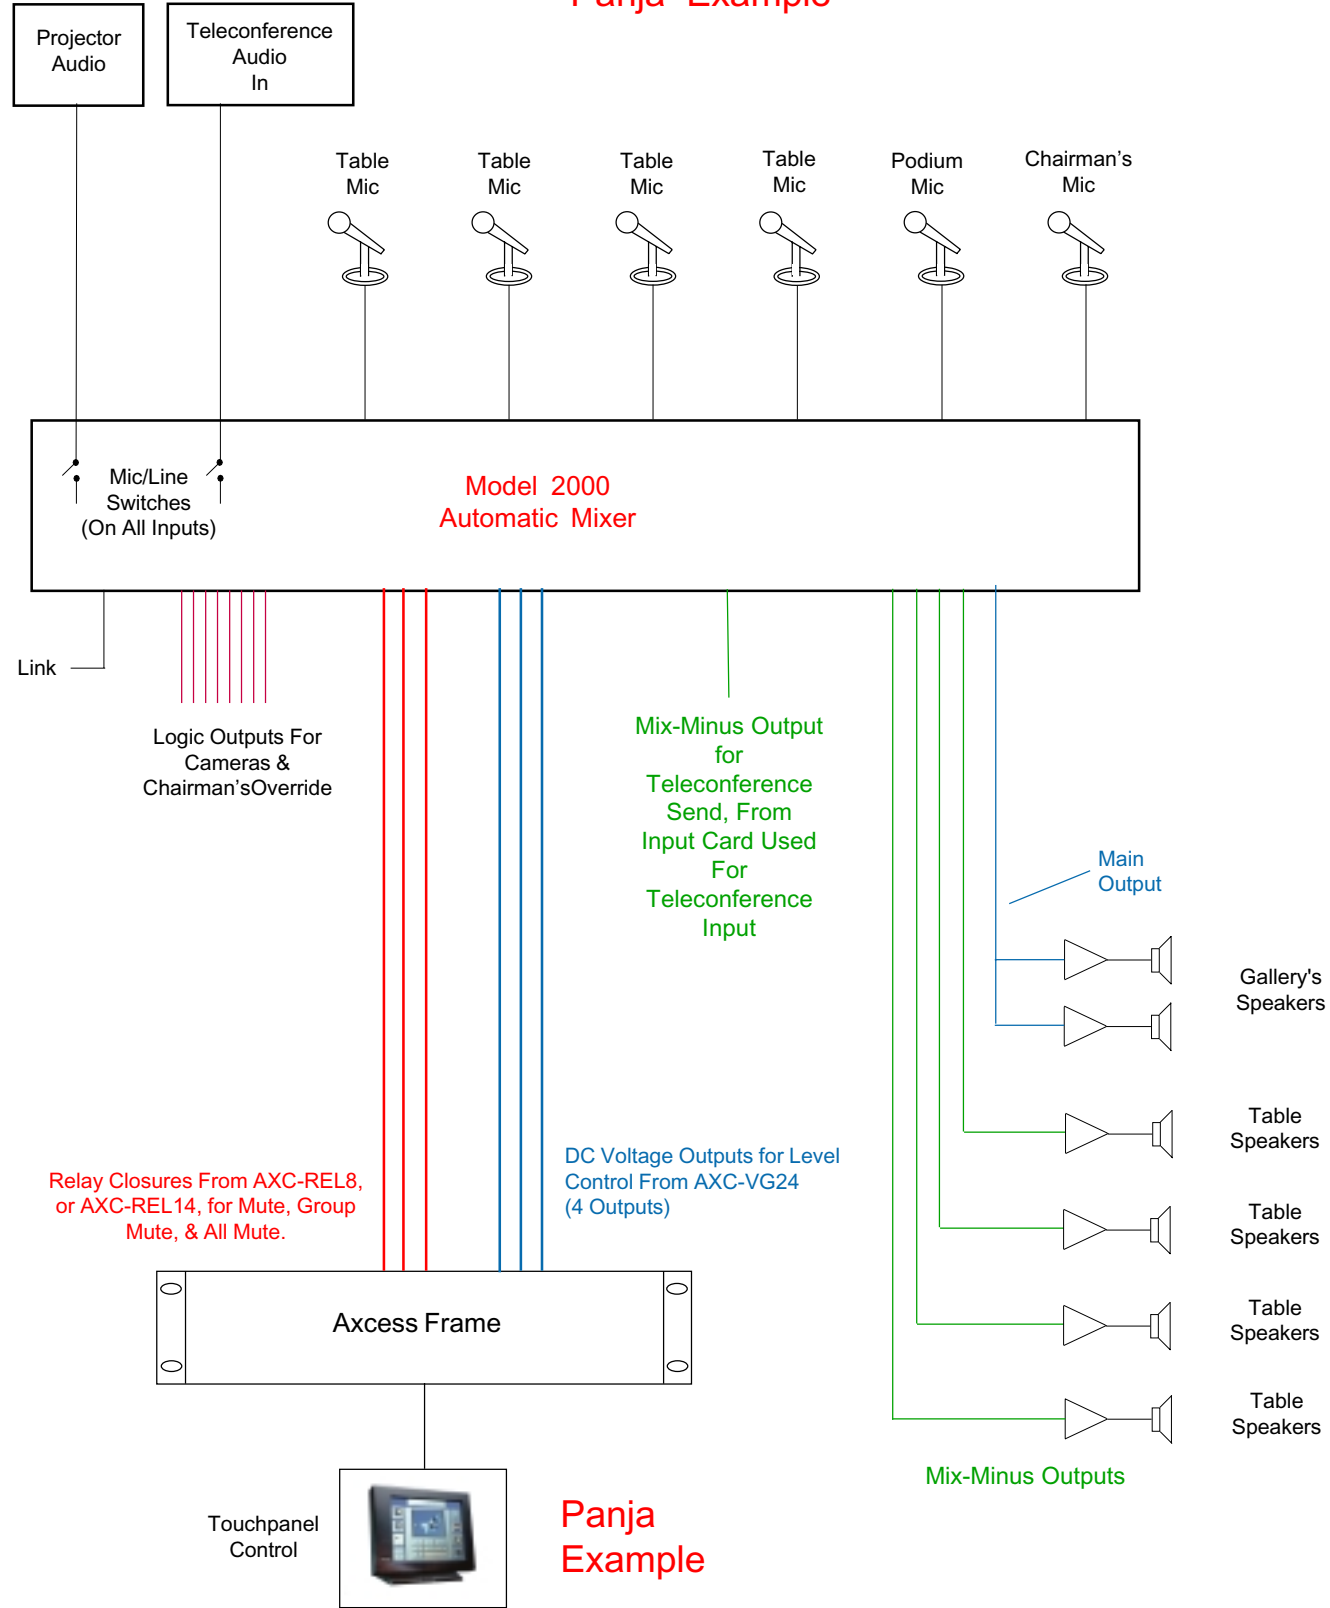 Panja Example
Projector
Audio
Teleconference
Audio
In
Table
Mic
Table
Mic
Table
Mic
Table
Mic
Podium
Mic
Chairman's
Mic
Mic/Line
Switches
(On All Inputs)
Model 2000
Automatic Mixer
Link
Logic Outputs For
Cameras &
Chairman'sOverride
Mix-Minus Output
for
Teleconference
Send, From
Input Card Used
For
Teleconference
Input
Main
Output
Gallery's
Speakers
Table
Speakers
Relay Closures From AXC-REL8,
or AXC-REL14, for Mute, Group
Mute, & All Mute.
DC Voltage Outputs for Level
Control From AXC-VG24
(4 Outputs)
Table
Speakers
Axcess Frame
Table
Speakers
Table
Speakers
Mix-Minus Outputs
Touchpanel
Control
Panja
Example